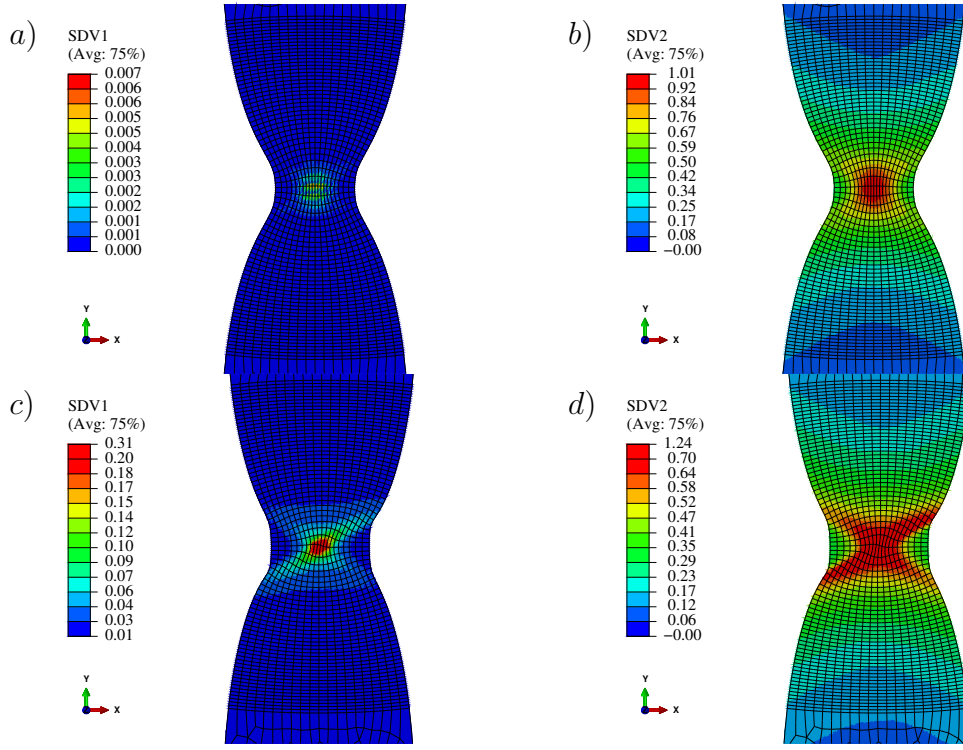 a)
SDV1
(Avg: 75%)
0.007
0.006
0.006
0.005
0.005
0.004
0.003
0.003
0.002
0.002
0.001
0.001
0.000
Y
X
b)
SDV2
(Avg: 75%)
1.01
0.92
0.84
0.76
0.67
0.59
0.50
0.42
0.34
0.25
0.17
0.08
−0.00
Y
X
c)
SDV1
(Avg: 75%)
0.31
0.20
0.18
0.15
0.14
0.12
0.10
0.09
0.07
0.06
0.04
0.03
0.01
Y
X
d)
SDV2
(Avg: 75%)
1.24
0.70
0.64
0.58
0.52
0.47
0.41
0.35
0.29
0.23
0.17
0.12
0.06
−0.00
Y
X